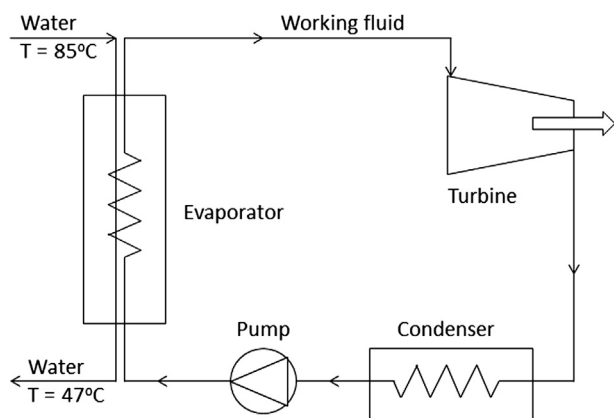 Water
T = 85ºC
Working fluid
Evaporator
Turbine
Pump
Condenser
Water
T = 47ºC